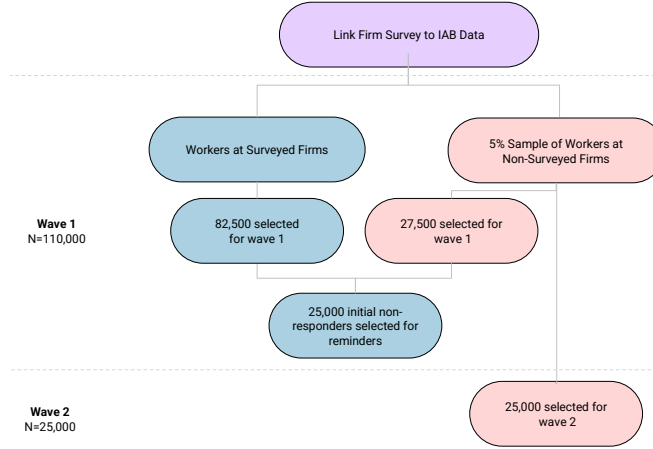 Link Firm Survey to IAB Data
Workers at Surveyed Firms
5% Sample of Workers at
Non-Surveyed Firms
Wave 1
N=110,000
82,500 selected
for wave 1
27,500 selected for
wave 1
25,000 initial non-
responders selected for
reminders
Wave 2
N=25,000
25,000 selected for
wave 2